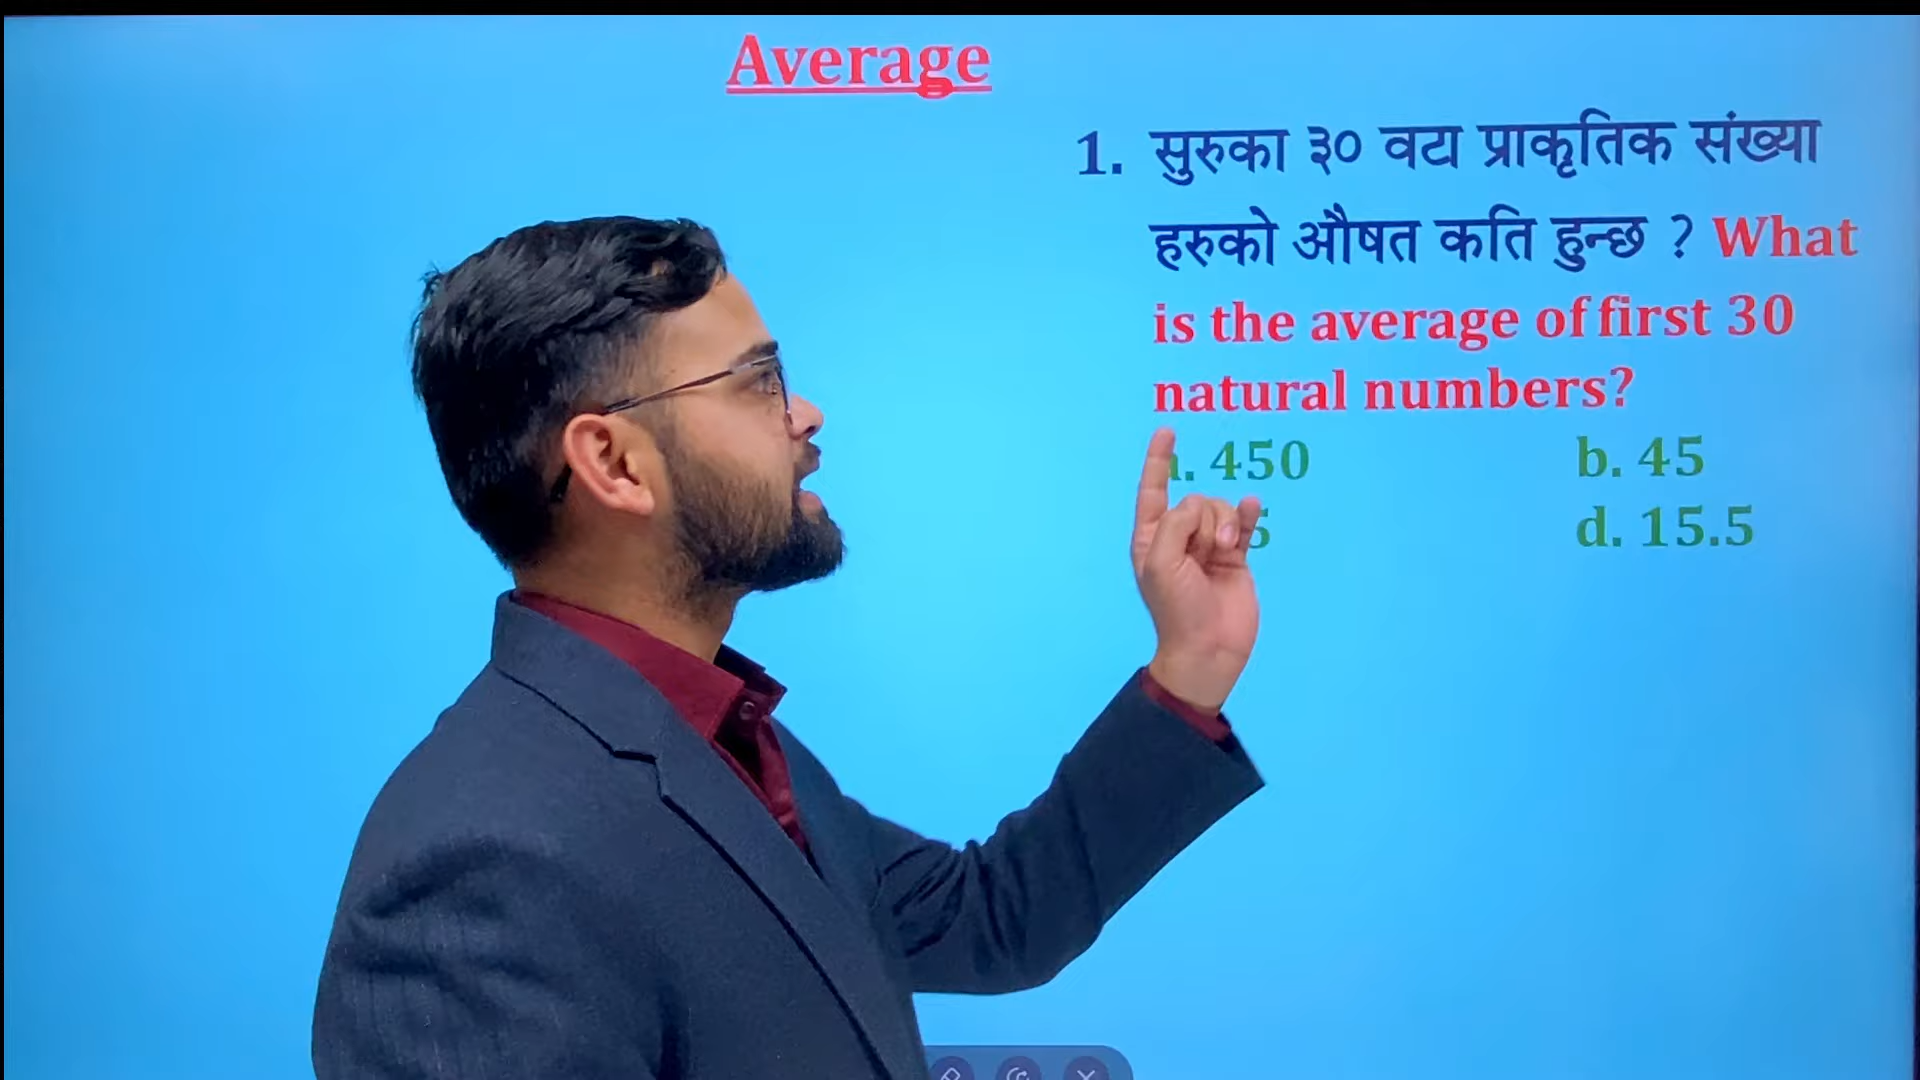 Average
1. सुरुका ३० वटा प्राकृतिक संख्या
हरुको औषत कति हुन्छ ? What
is the average of first 30
natural numbers?
. 450 b. 45
d. 15.5